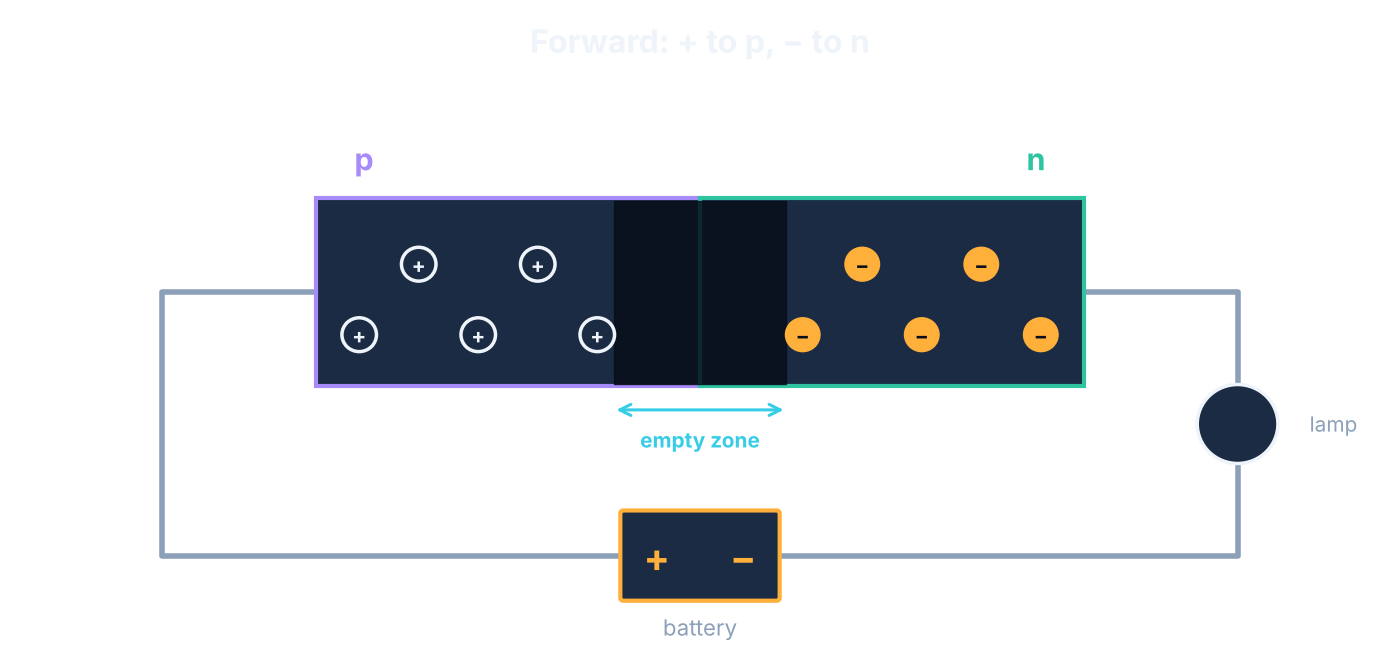 Forward: + to p, − to n
p
n
+ + − −
+ + + − − −
empty zone
lamp
+ −
battery